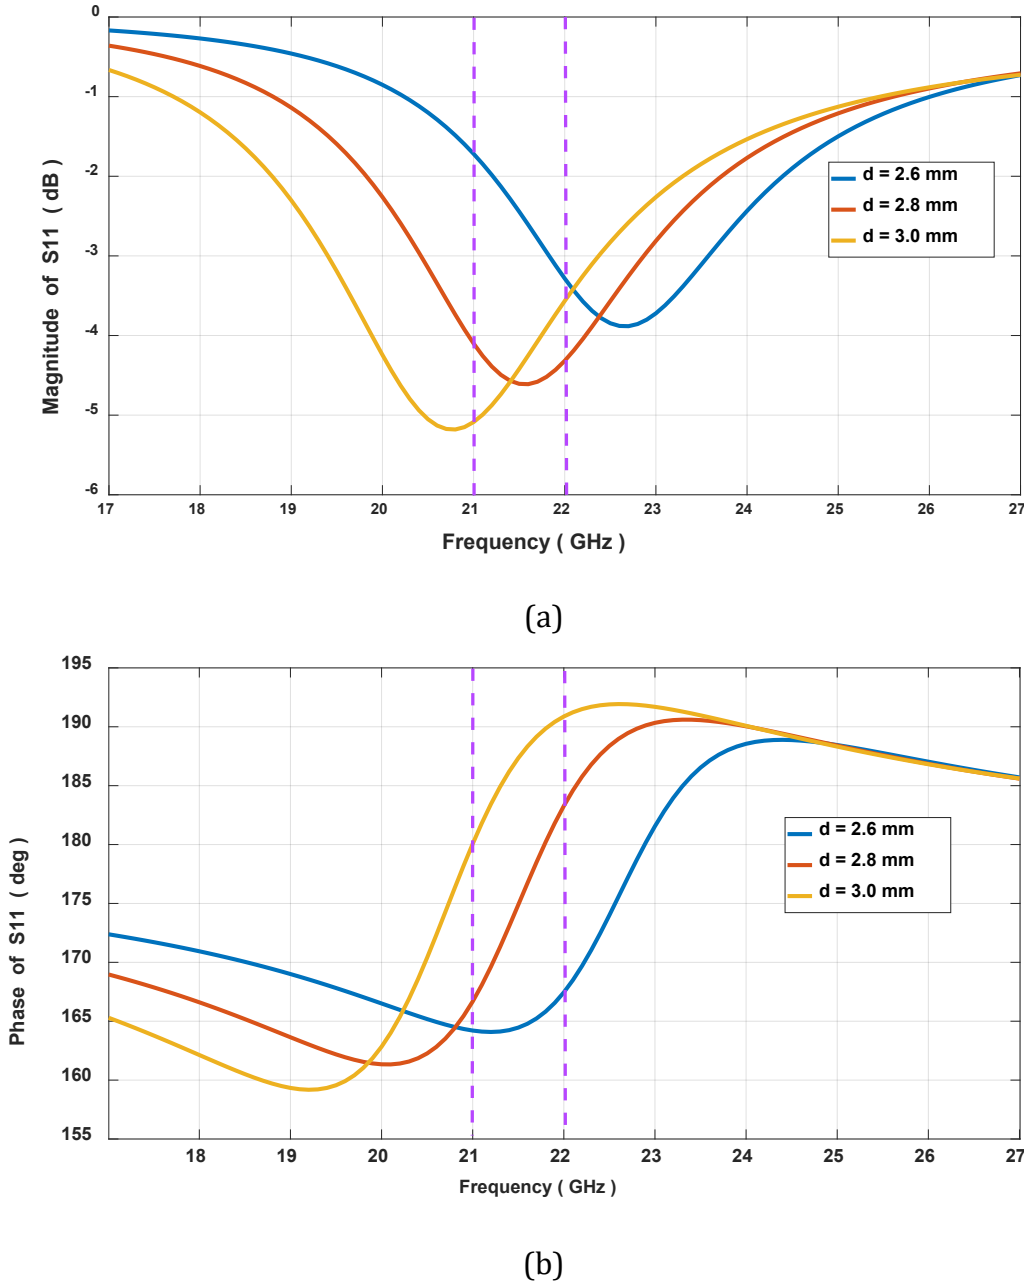 0
-1
-2
-3
-4
-5
-6
Magnitude of S11 ( dB )
d = 2.6 mm
d = 2.8 mm
d = 3.0 mm
17 18 19 20 21 22 23 24 25 26 27
Frequency ( GHz )
(a)
195
190
185
180
175
170
165
160
155
Phase of S11 ( deg )
d = 2.6 mm
d = 2.8 mm
d = 3.0 mm
18 19 20 21 22 23 24 25 26 27
Frequency ( GHz )
(b)